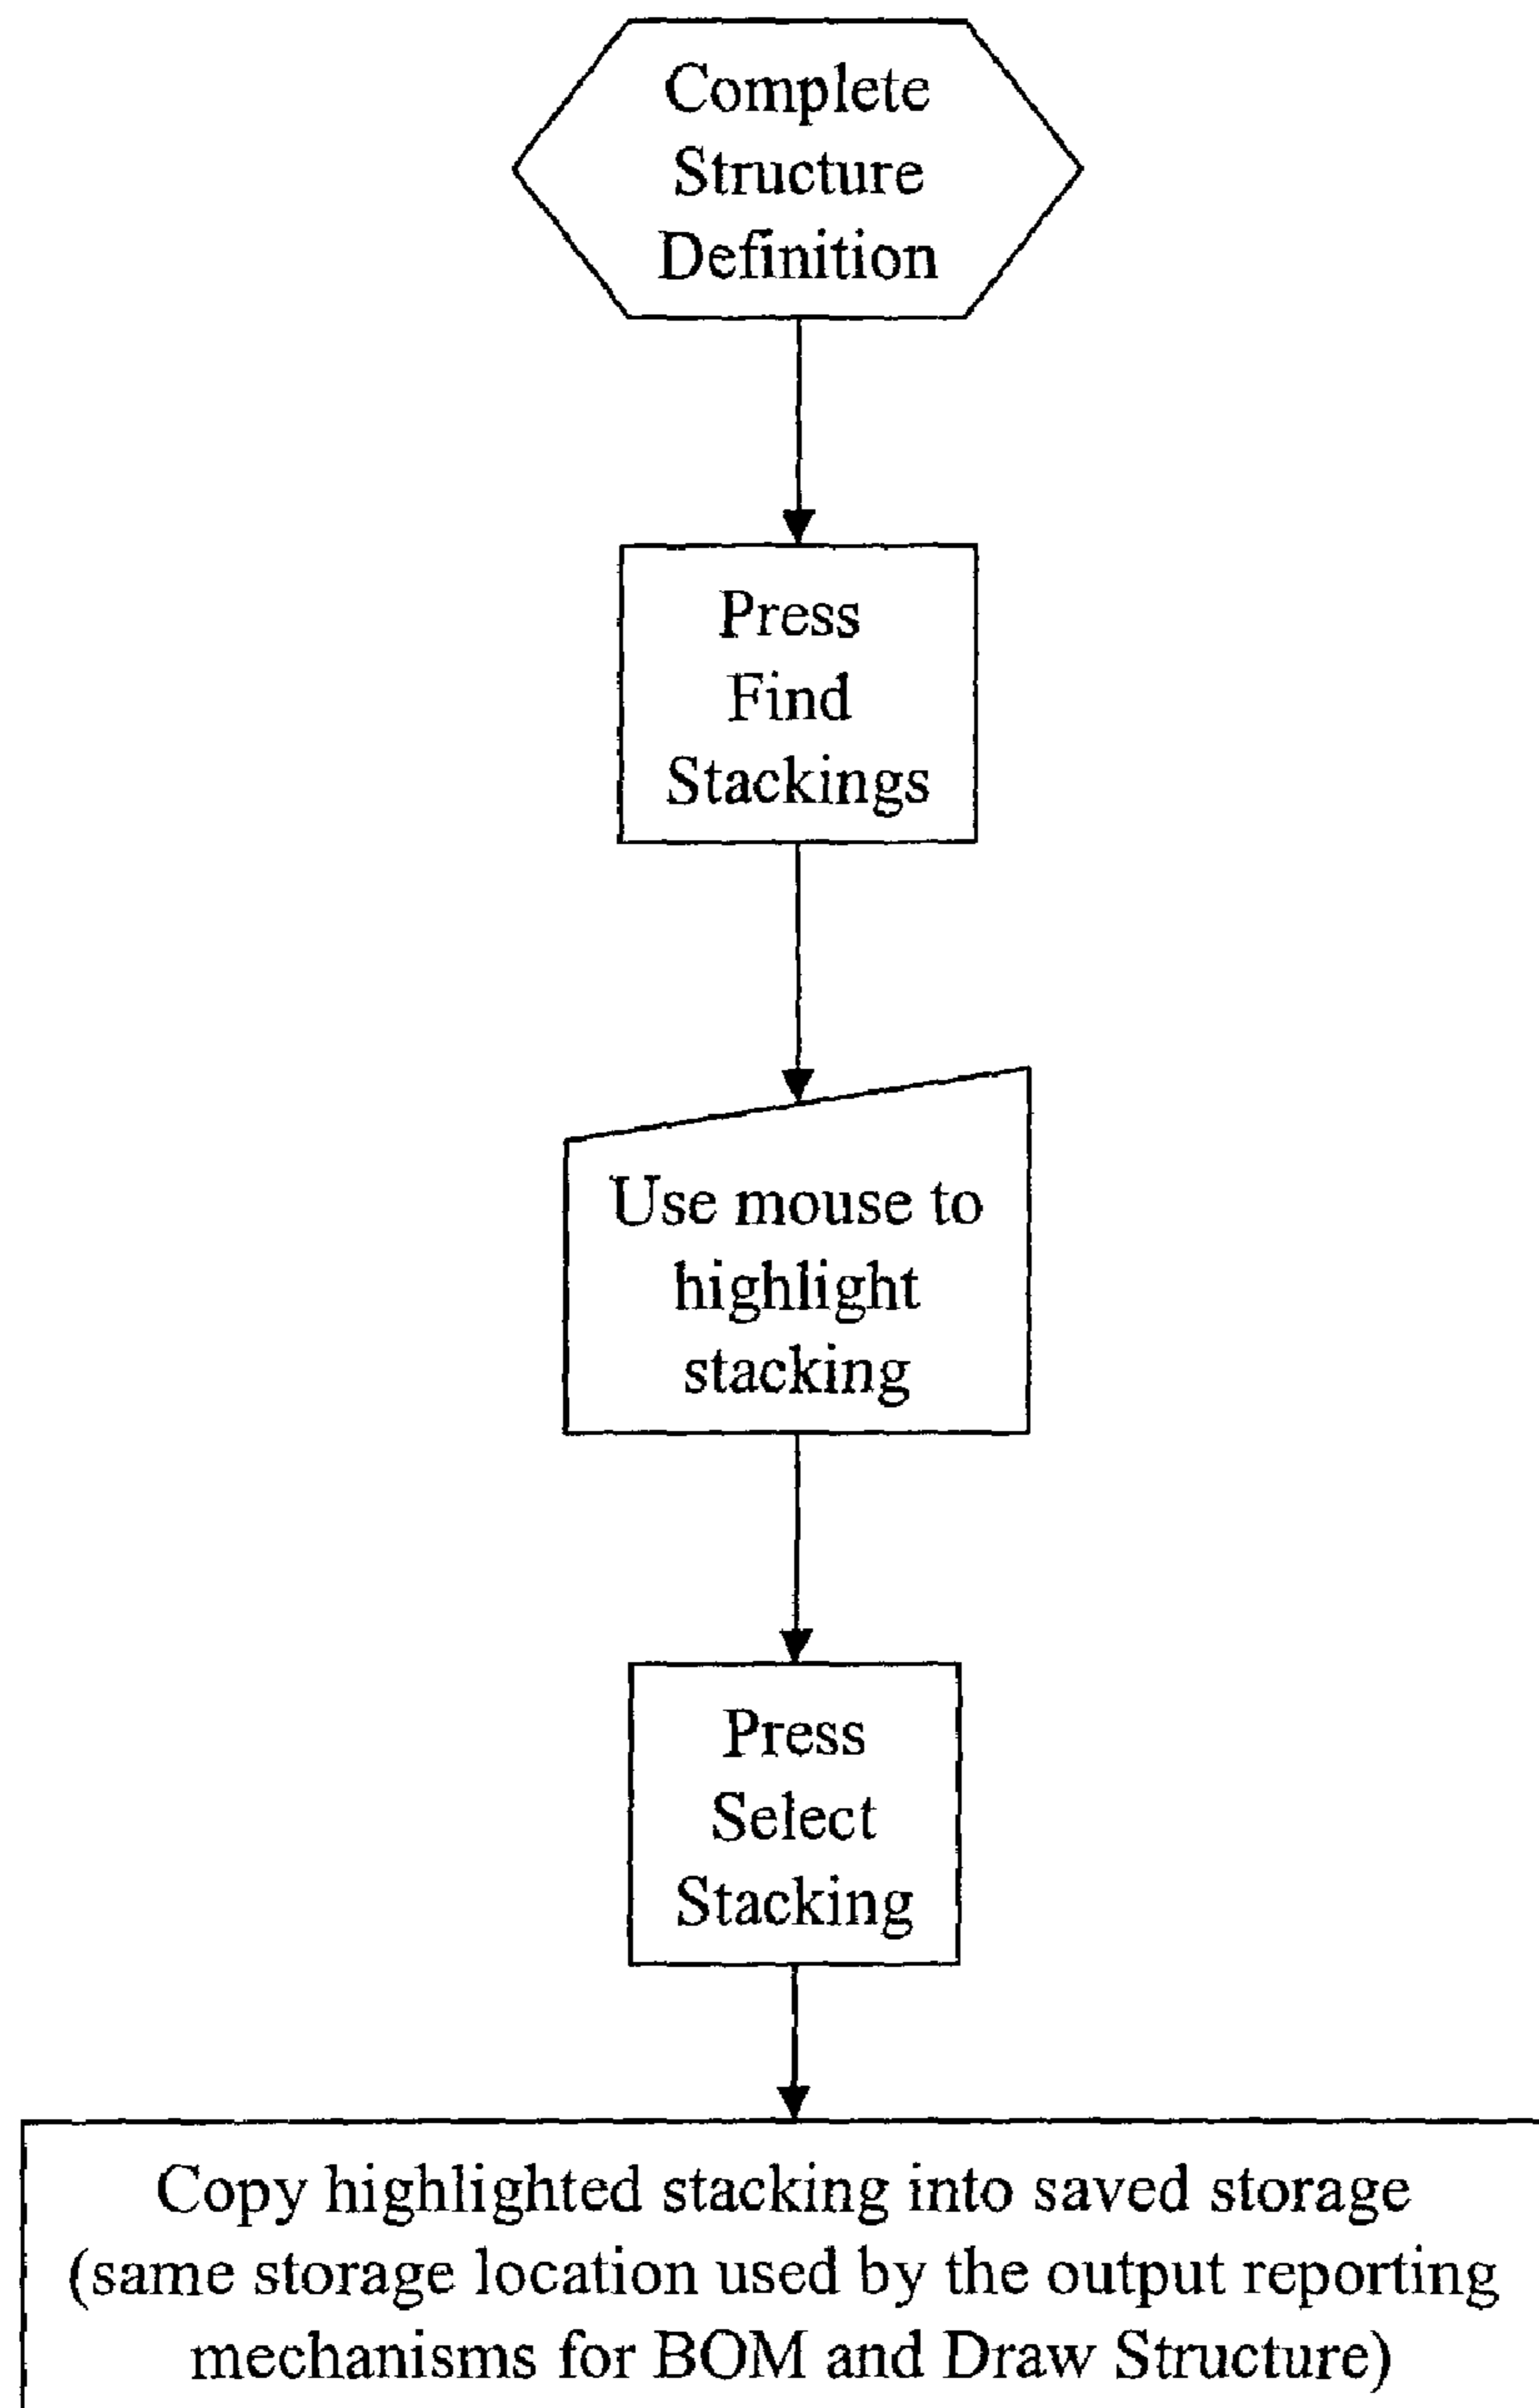 Complete
Structure
Definition
Press
Find
Stackings
Use mouse to
highlight
stacking
Press
Select
Stacking
Copy highlighted stacking into saved storage
(same storage location used by the output reporting
mechanisms for BOM and Draw Structure)